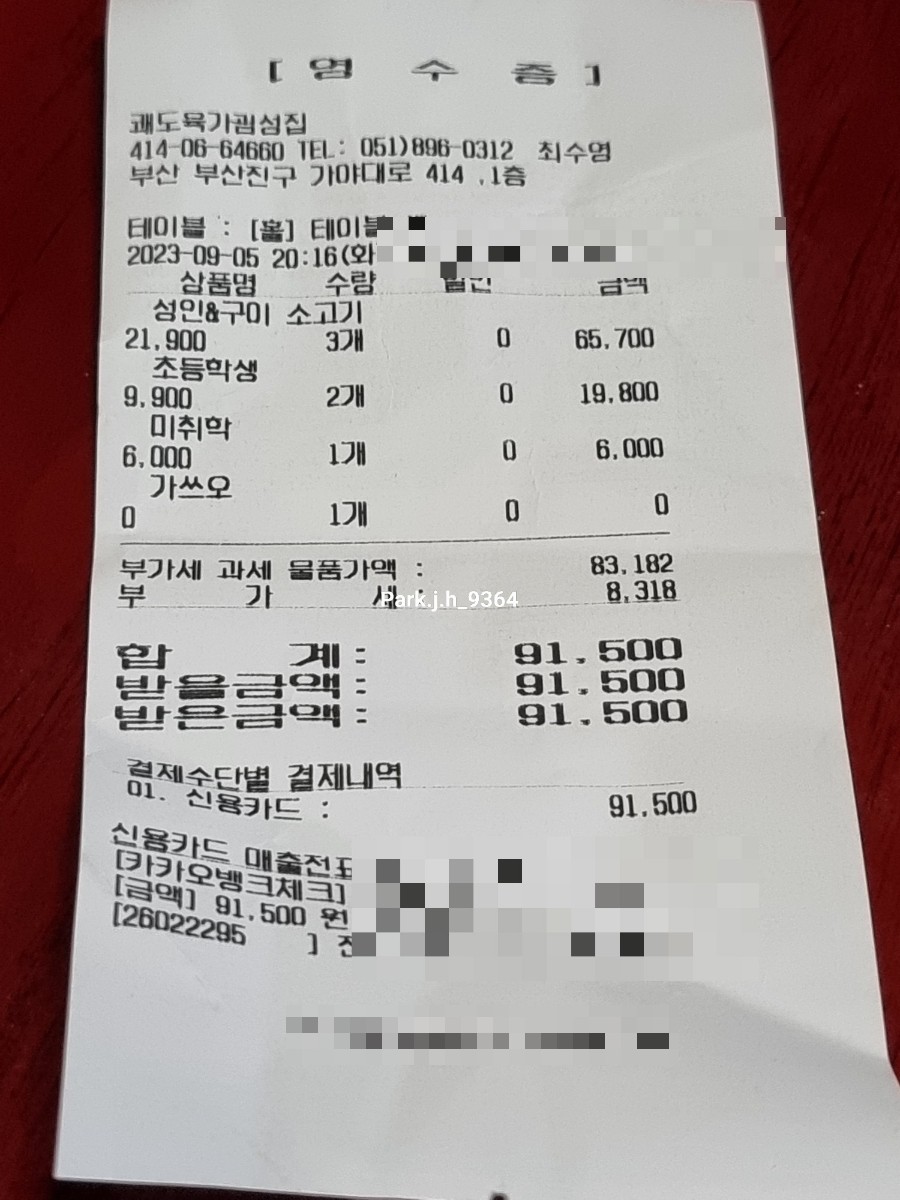 [ 영 수 증 ]
쾌도육가굄성집
414-06-64660 TEL: 051)896-0312 최수영
부산 부산진구 가야대로 414 ,1층
테이블 : [홀] 테이블
2023-09-05 20:16(화
상품명 수량 할인 금액
성인&구이 소고기
21,900 3개 0 65,700
초등학생
9,900 2개 0 19,800
미취학
6,000 1개 0 6,000
가쓰오
0 1개 0 0
부가세 과세 물품가액 : 83,182
부 가 세 : 8,318
Park.j.h_9364
합 계 : 91,500
받을금액 : 91,500
받은금액 : 91,500
결제수단별 결제내역
01. 신용카드 : 91,500
신용카드 매출전표
[카카오뱅크체크]
[금액] 91,500 원
[26022295 ] 전